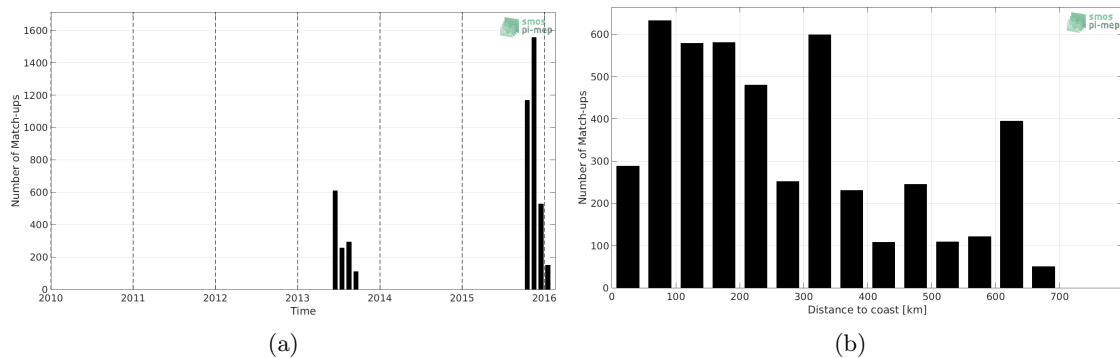 smos
pi-mep
Number of Match-ups
1600
1400
1200
1000
800
600
400
200
0
2010 2011 2012 2013 2014 2015 2016
Time
(a)
smos
pi-mep
Number of Match-ups
600
500
400
300
200
100
0
0 100 200 300 400 500 600 700
Distance to coast [km]
(b)